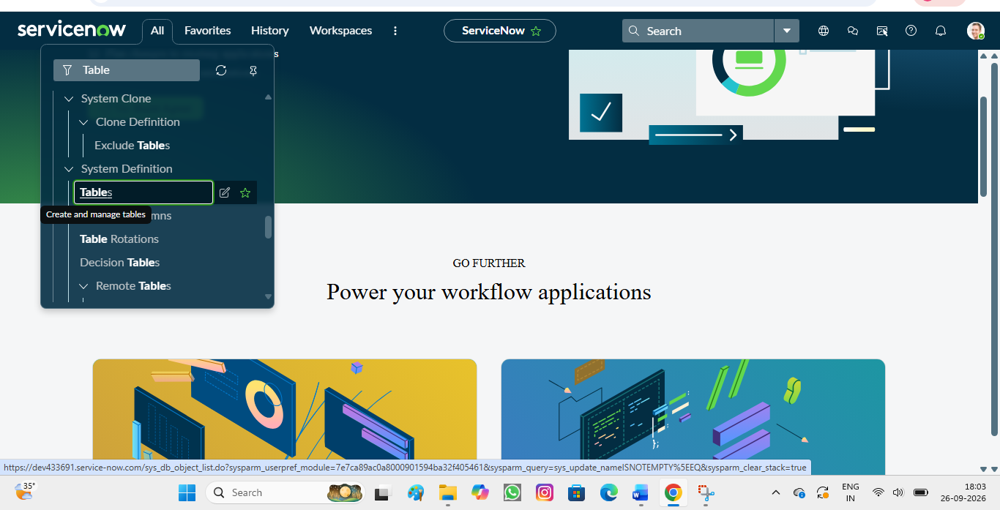 servicenow All Favorites History Workspaces ServiceNow Search
Table
System Clone
Clone Definition
Exclude Tables
System Definition
Tables
Create and manage tables
Table Rotations
Decision Tables
Remote Tables
GO FURTHER
Power your workflow applications
https://dev433691.service-now.com/sys_db_object_list.do?sysparm_userpref_module=7e7ca89ac0a8000901594ba32f405461&sysparm_query=sys_update_nameISNOTEMPTY%5EEQ&sysparm_clear_stack=true
35°
Search
ENG
IN
18:03
26-09-2026